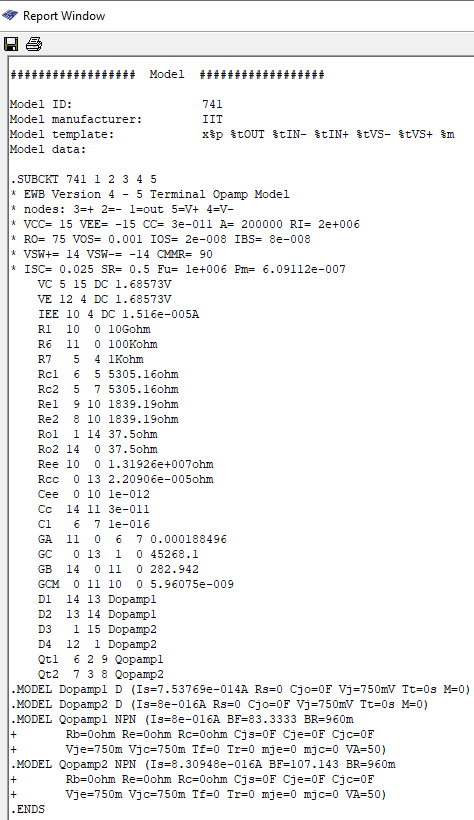 Report Window
################## Model ##################
Model ID: 741
Model manufacturer: IIT
Model template: x%p %tOUT %tIN- %tIN+ %tVS- %tVS+ %m
Model data:
.SUBCKT 741 1 2 3 4 5
* EWB Version 4 - 5 Terminal Opamp Model
* nodes: 3=+ 2=- 1=out 5=V+ 4=V-
* VCC= 15 VEE= -15 CC= 3e-011 A= 200000 RI= 2e+006
* RO= 75 VOS= 0.001 IOS= 2e-008 IBS= 8e-008
* VSW+= 14 VSW-= -14 CMMR= 90
* ISC= 0.025 SR= 0.5 Fu= 1e+006 Pm= 6.09112e-007
VC 5 15 DC 1.68573V
VE 12 4 DC 1.68573V
IEE 10 4 DC 1.516e-005A
R1 10 0 10Gohm
R6 11 0 100Kohm
R7 5 4 1Kohm
Rc1 6 5 5305.16ohm
Rc2 5 7 5305.16ohm
Re1 9 10 1839.19ohm
Re2 8 10 1839.19ohm
Ro1 1 14 37.5ohm
Ro2 14 0 37.5ohm
Ree 10 0 1.31926e+007ohm
Rcc 0 13 2.20906e-005ohm
Cee 0 10 1e-012
Cc 14 11 3e-011
C1 6 7 1e-016
GA 11 0 6 7 0.000188496
GC 0 13 1 0 45268.1
GB 14 0 11 0 282.942
GCM 0 11 10 0 5.96075e-009
D1 14 13 Dopamp1
D2 13 14 Dopamp1
D3 1 15 Dopamp2
D4 12 1 Dopamp2
Qt1 6 2 9 Qopamp1
Qt2 7 3 8 Qopamp2
.MODEL Dopamp1 D (Is=7.53769e-014A Rs=0 Cjo=0F Vj=750mV Tt=0s M=0)
.MODEL Dopamp2 D (Is=8e-016A Rs=0 Cjo=0F Vj=750mV Tt=0s M=0)
.MODEL Qopamp1 NPN (Is=8e-016A BF=83.3333 BR=960m
+ Rb=0ohm Re=0ohm Rc=0ohm Cjs=0F Cje=0F Cjc=0F
+ Vje=750m Vjc=750m Tf=0 Tr=0 mje=0 mjc=0 VA=50)
.MODEL Qopamp2 NPN (Is=8.30948e-016A BF=107.143 BR=960m
+ Rb=0ohm Re=0ohm Rc=0ohm Cjs=0F Cje=0F Cjc=0F
+ Vje=750m Vjc=750m Tf=0 Tr=0 mje=0 mjc=0 VA=50)
.ENDS